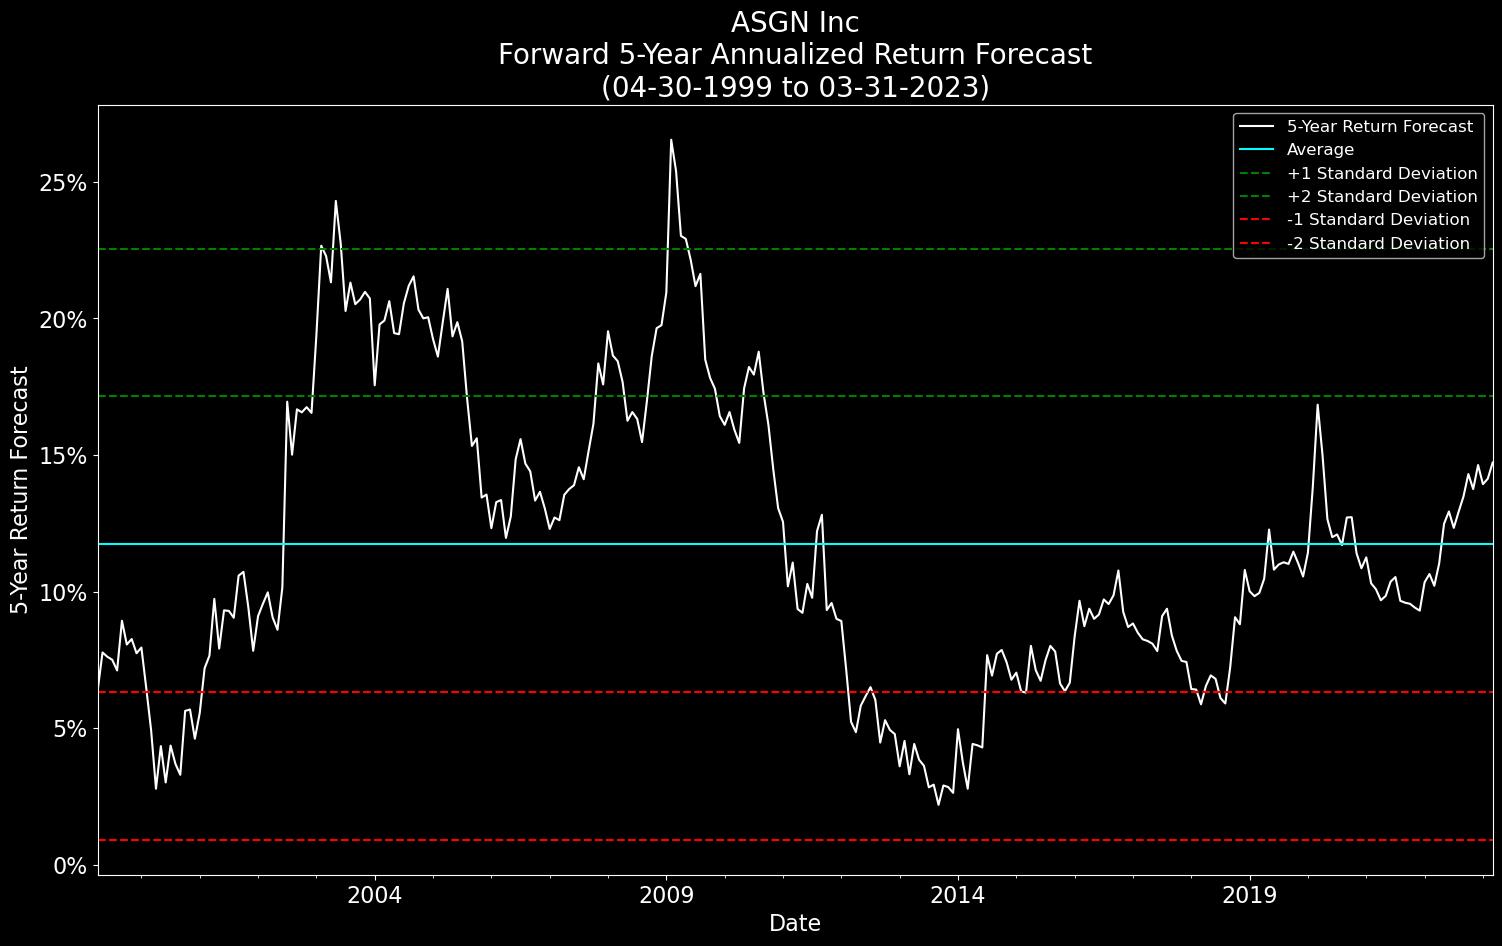 ASGN Inc
Forward 5-Year Annualized Return Forecast
(04-30-1999 to 03-31-2023)
5-Year Return Forecast
Average
+1 Standard Deviation
+2 Standard Deviation
-1 Standard Deviation
-2 Standard Deviation
5-Year Return Forecast
25%
20%
15%
10%
5%
0%
2004 2009 2014 2019
Date